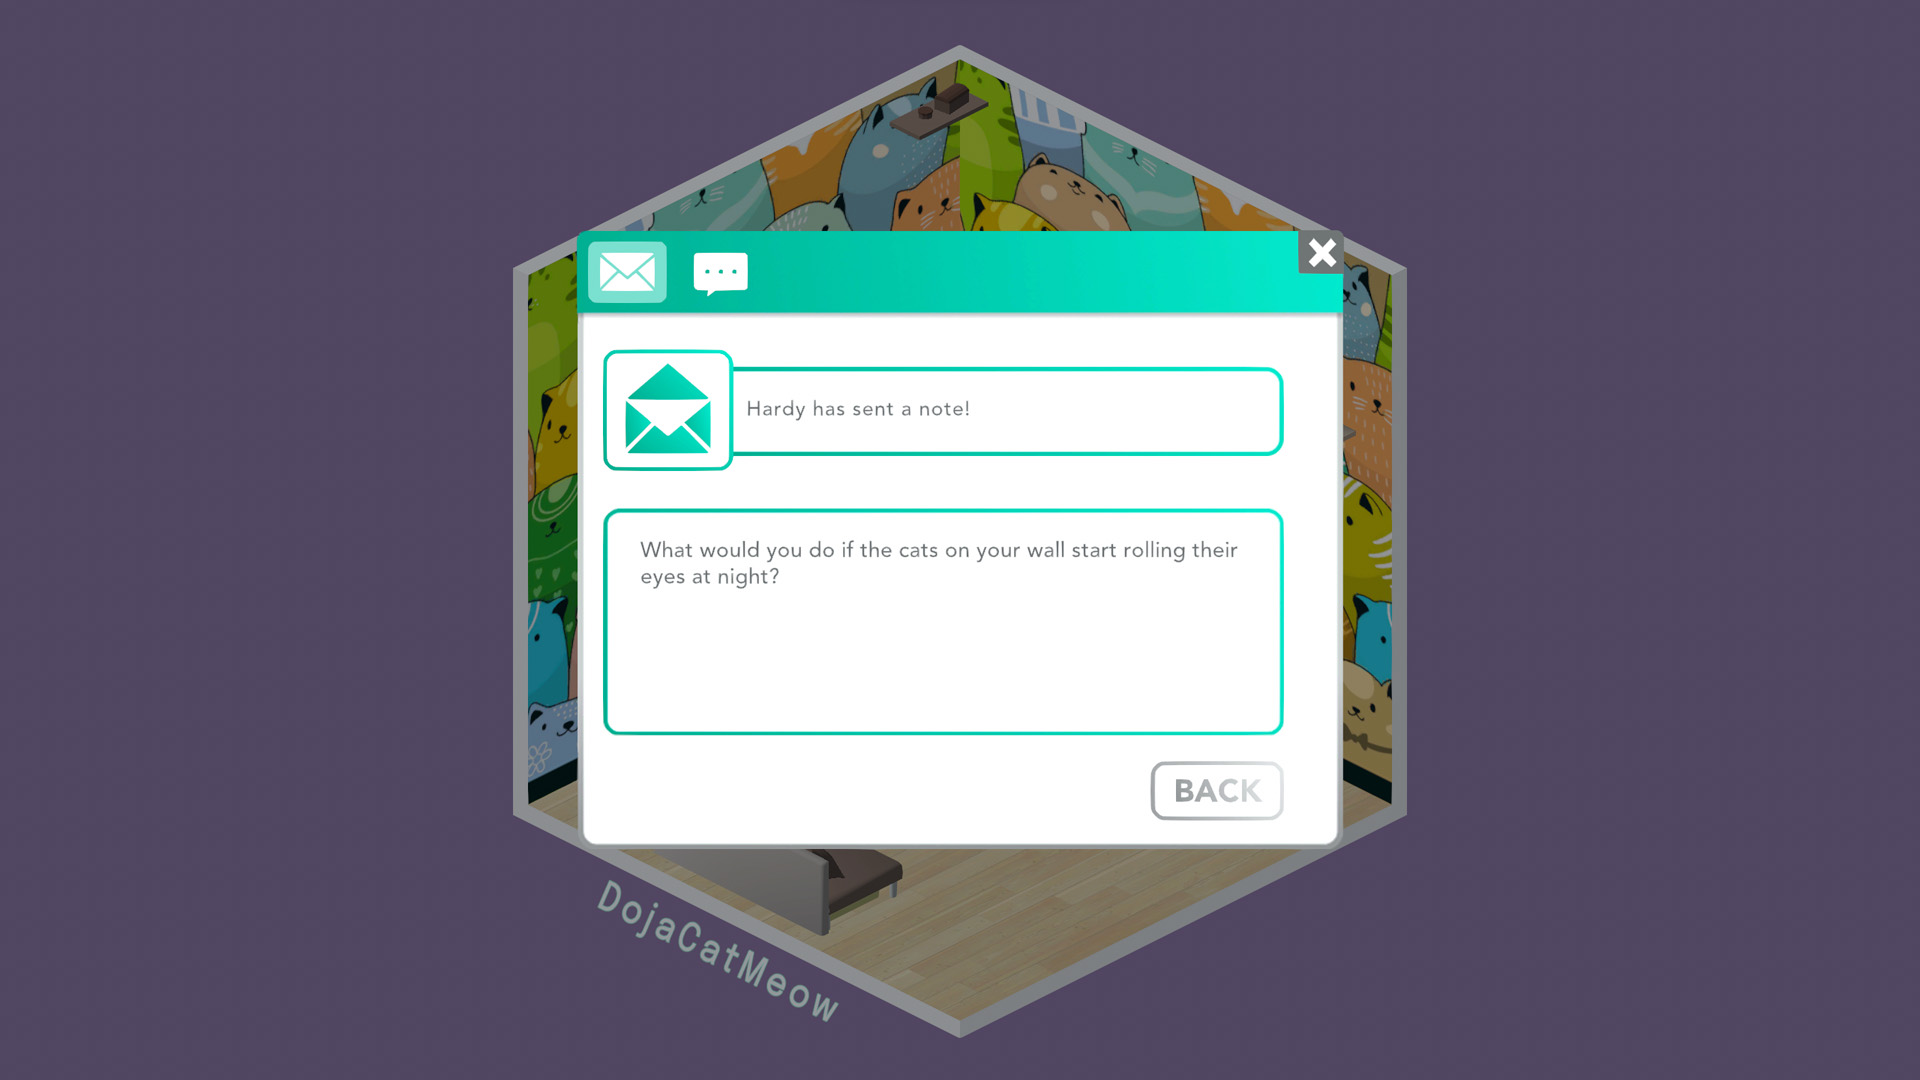 Hardy has sent a note!
What would you do if the cats on your wall start rolling their
eyes at night?
BACK
DojaCatMeow